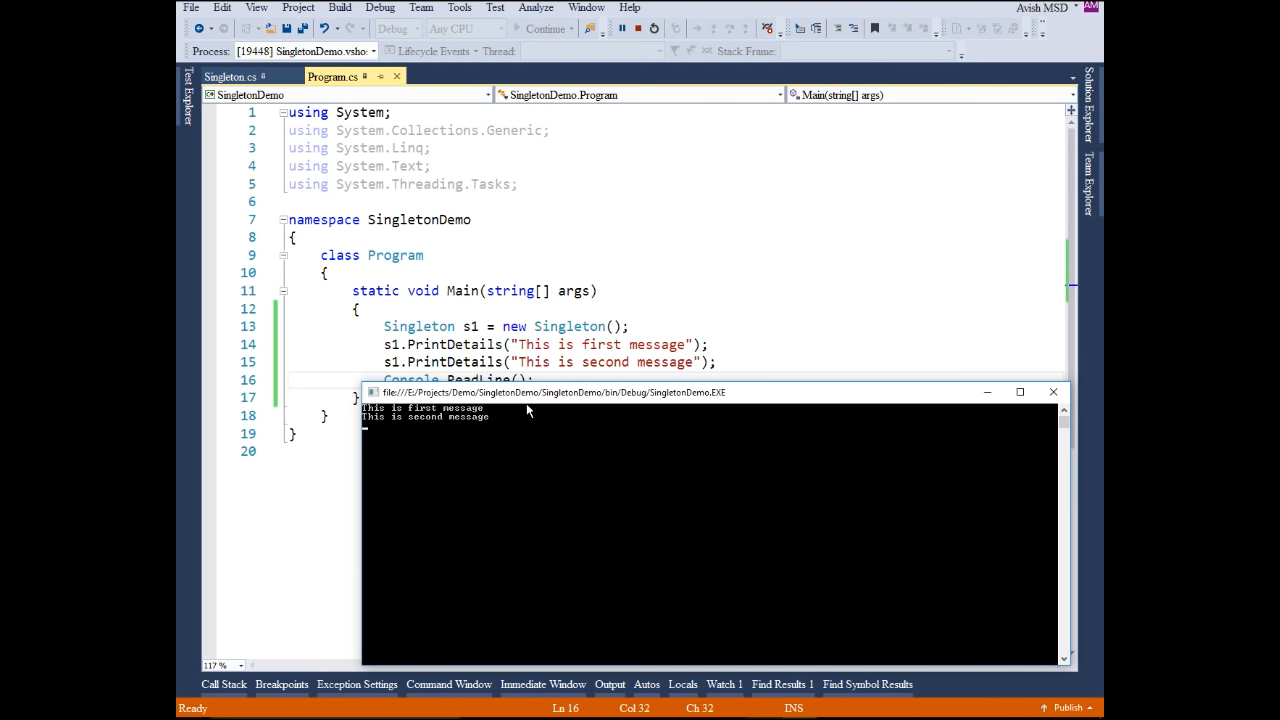 File Edit View Project Build Debug Team Tools Test Analyze Window Help Avish MSD AM
Debug Any CPU Continue
Process: [19448] SingletonDemo.vsho Lifecycle Events Thread: Stack Frame:
Singleton.cs Program.cs
SingletonDemo SingletonDemo.Program Main(string[] args)
Test Explorer
Solution Explorer
Team Explorer
1 using System;
2 using System.Collections.Generic;
3 using System.Linq;
4 using System.Text;
5 using System.Threading.Tasks;
6
7 namespace SingletonDemo
8 {
9 class Program
10 {
11 static void Main(string[] args)
12 {
13 Singleton s1 = new Singleton();
14 s1.PrintDetails("This is first message");
15 s1.PrintDetails("This is second message");
16 Console.ReadLine();
17 }
18 }
19 }
20
file:///E:/Projects/Demo/SingletonDemo/SingletonDemo/bin/Debug/SingletonDemo.EXE
This is first message
This is second message
117 %
Call Stack Breakpoints Exception Settings Command Window Immediate Window Output Autos Locals Watch 1 Find Results 1 Find Symbol Results
Ready Ln 16 Col 32 Ch 32 INS Publish